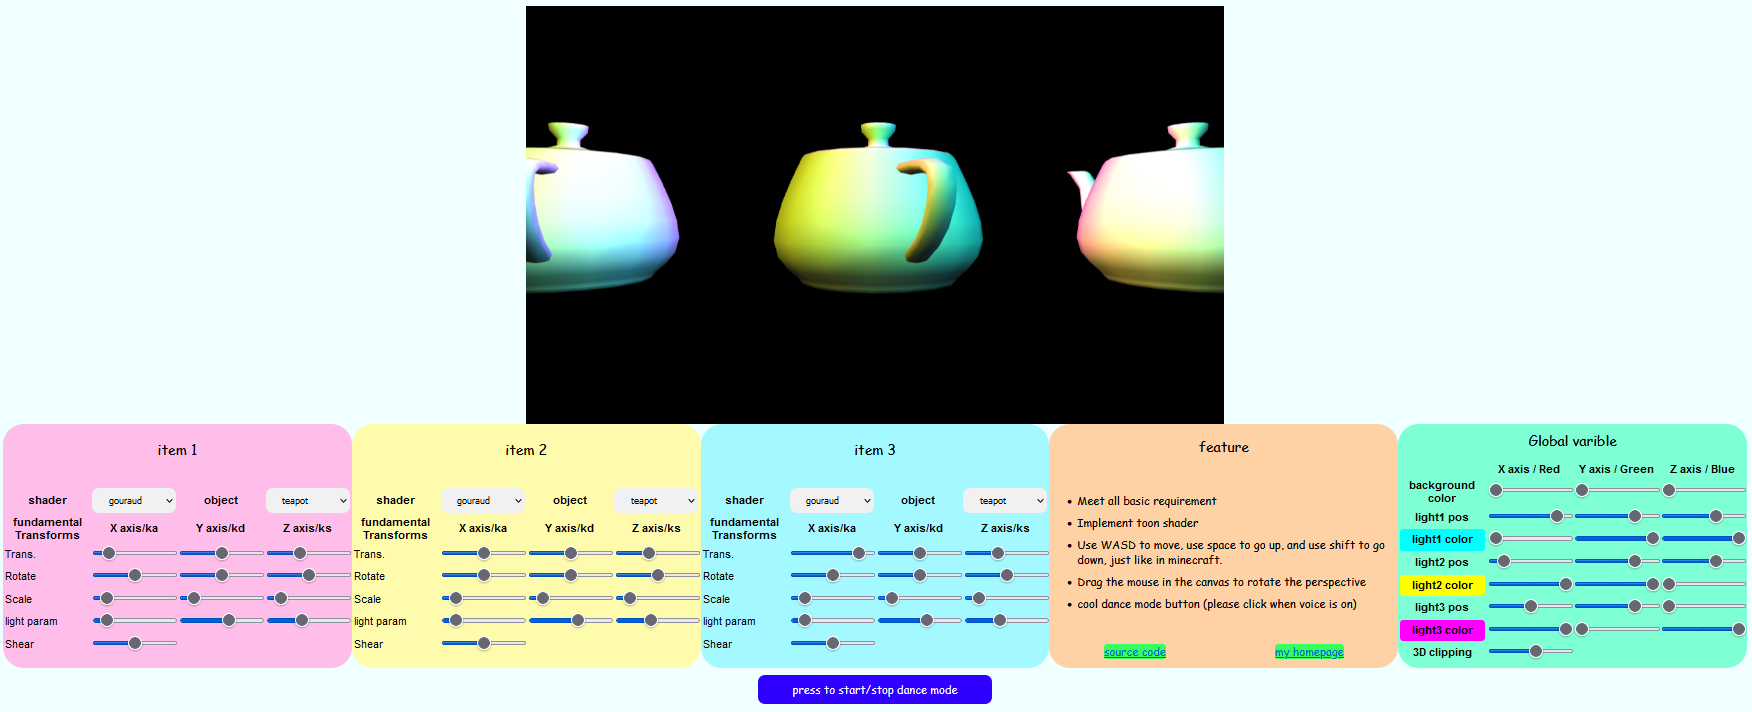 item 1
shader gouraud object teapot
fundamental
Transforms X axis/ka Y axis/kd Z axis/ks
Trans.
Rotate
Scale
light param
Shear
item 2
shader gouraud object teapot
fundamental
Transforms X axis/ka Y axis/kd Z axis/ks
Trans.
Rotate
Scale
light param
Shear
item 3
shader gouraud object teapot
fundamental
Transforms X axis/ka Y axis/kd Z axis/ks
Trans.
Rotate
Scale
light param
Shear
feature
• Meet all basic requirement
• Implement toon shader
• Use WASD to move, use space to go up, and use shift to go
down, just like in minecraft.
• Drag the mouse in the canvas to rotate the perspective
• cool dance mode button (please click when voice is on)
source code my homepage
Global varible
X axis / Red Y axis / Green Z axis / Blue
background
color
light1 pos
light1 color
light2 pos
light2 color
light3 pos
light3 color
3D clipping
press to start/stop dance mode